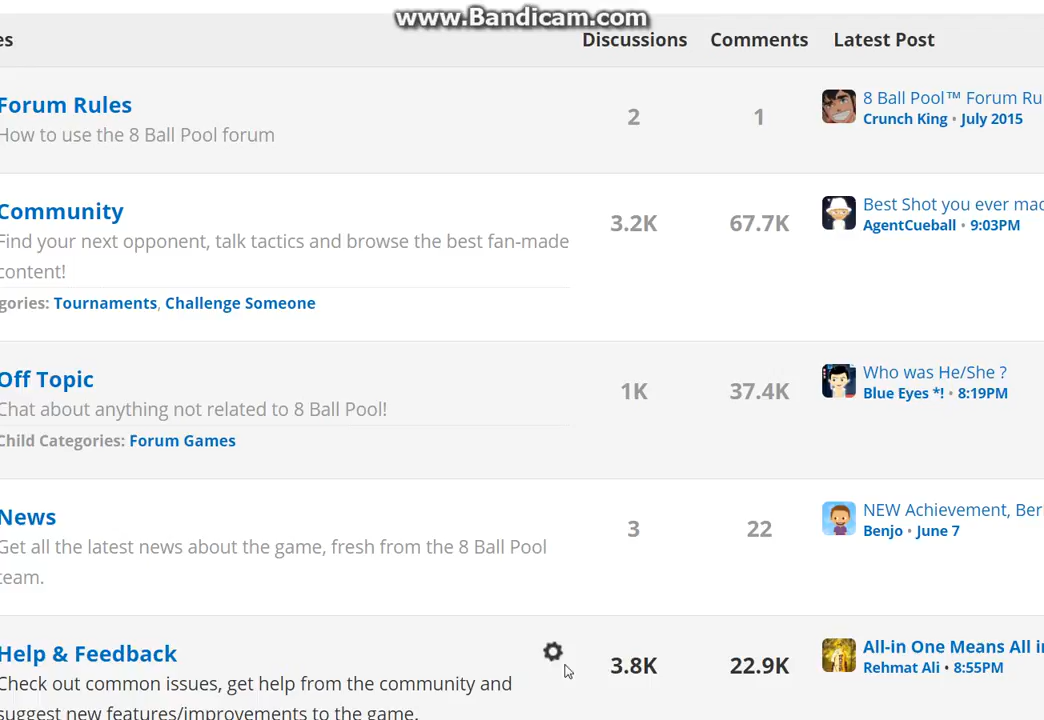 www.Bandicam.com
es Discussions Comments Latest Post
Forum Rules
How to use the 8 Ball Pool forum
2 1
8 Ball Pool™ Forum Ru
Crunch King • July 2015
Community
Find your next opponent, talk tactics and browse the best fan-made
content!
gories: Tournaments, Challenge Someone
3.2K 67.7K
Best Shot you ever mad
AgentCueball • 9:03PM
Off Topic
Chat about anything not related to 8 Ball Pool!
Child Categories: Forum Games
1K 37.4K
Who was He/She ?
Blue Eyes *! • 8:19PM
News
Get all the latest news about the game, fresh from the 8 Ball Pool
team.
3 22
NEW Achievement, Ber
Benjo • June 7
Help & Feedback
Check out common issues, get help from the community and
suggest new features/improvements to the game.
3.8K 22.9K
All-in One Means All i
Rehmat Ali • 8:55PM